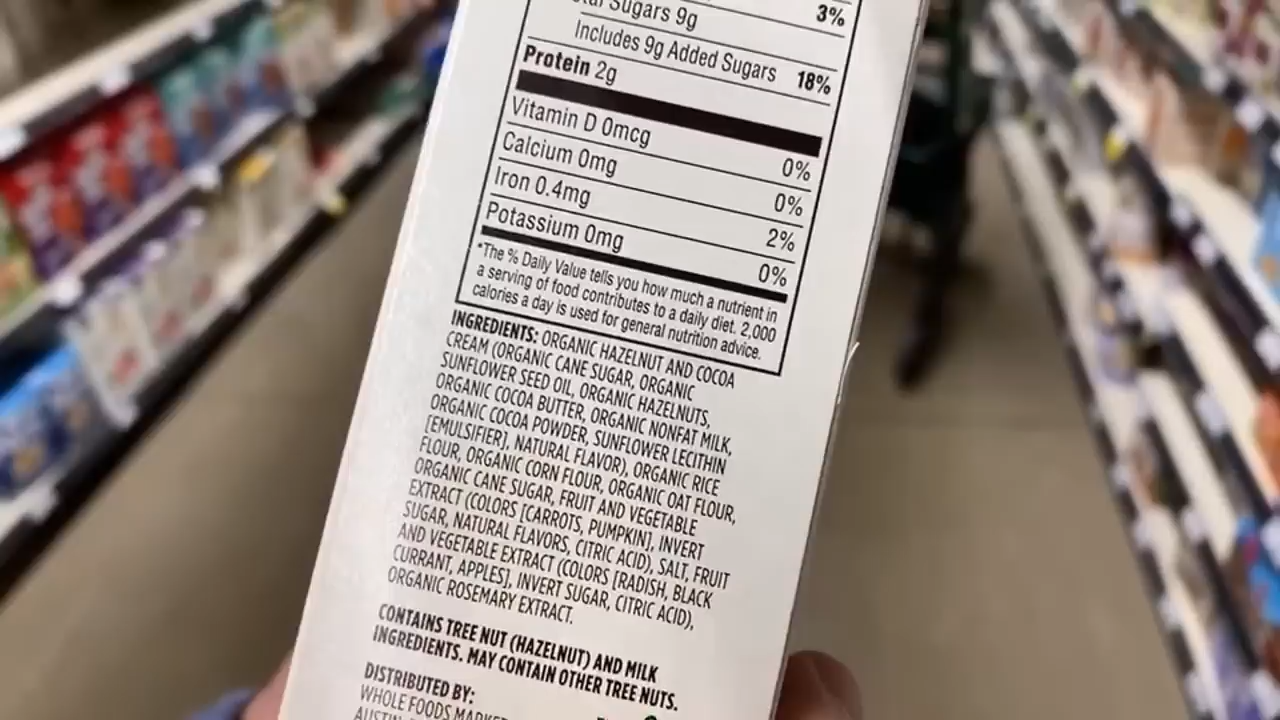 3%
Sugars 9g
Includes 9g Added Sugars 18%
Protein 2g
Vitamin D 0mcg 0%
Calcium 0mg 0%
Iron 0.4mg 2%
Potassium 0mg 0%
*The % Daily Value tells you how much a nutrient in
a serving of food contributes to a daily diet. 2,000
calories a day is used for general nutrition advice.
INGREDIENTS: ORGANIC HAZELNUT AND COCOA
CREAM (ORGANIC CANE SUGAR, ORGANIC
SUNFLOWER SEED OIL, ORGANIC HAZELNUTS,
ORGANIC COCOA BUTTER, ORGANIC NONFAT MILK,
ORGANIC COCOA POWDER, SUNFLOWER LECITHIN
[EMULSIFIER], NATURAL FLAVOR), ORGANIC RICE
FLOUR, ORGANIC CORN FLOUR, ORGANIC OAT FLOUR,
ORGANIC CANE SUGAR, FRUIT AND VEGETABLE
EXTRACT (COLORS [CARROTS, PUMPKIN], INVERT
SUGAR, NATURAL FLAVORS, CITRIC ACID), SALT, FRUIT
AND VEGETABLE EXTRACT (COLORS [RADISH, BLACK
CURRANT, APPLES], INVERT SUGAR, CITRIC ACID),
ORGANIC ROSEMARY EXTRACT.
CONTAINS TREE NUT (HAZELNUT) AND MILK
INGREDIENTS. MAY CONTAIN OTHER TREE NUTS.
DISTRIBUTED BY:
WHOLE FOODS MARKET
AUSTIN,